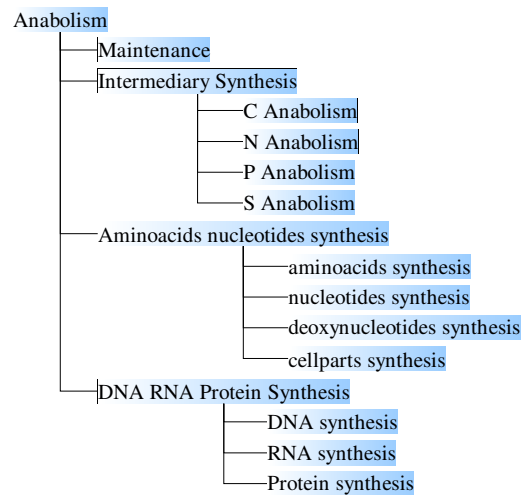 Anabolism
Maintenance
Intermediary Synthesis
C Anabolism
N Anabolism
P Anabolism
S Anabolism
Aminoacids nucleotides synthesis
aminoacids synthesis
nucleotides synthesis
deoxynucleotides synthesis
cellparts synthesis
DNA RNA Protein Synthesis
DNA synthesis
RNA synthesis
Protein synthesis